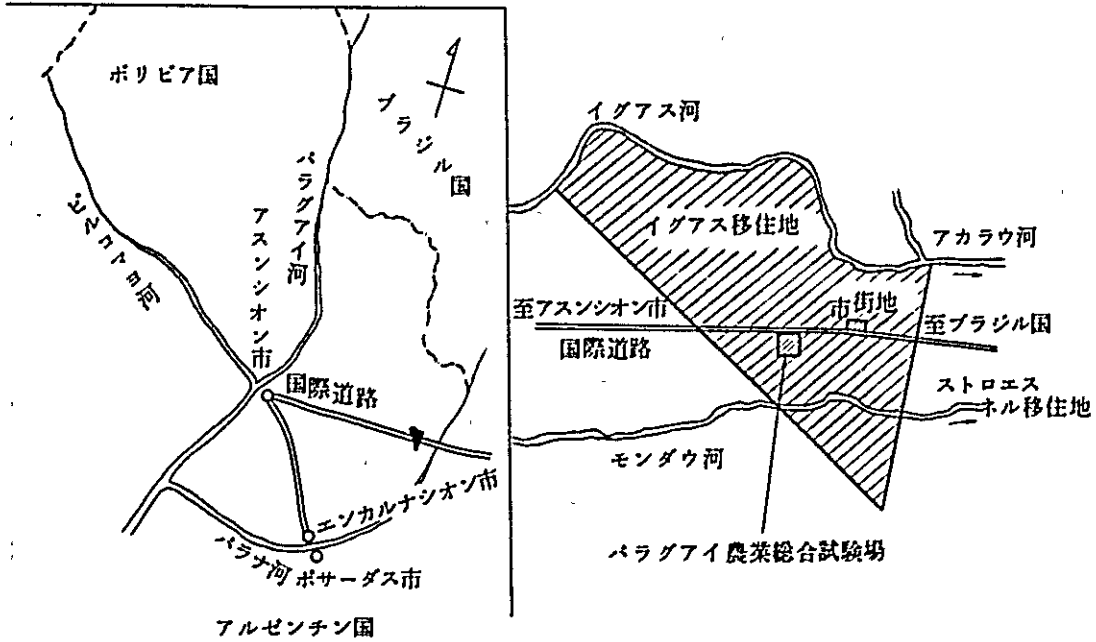 ボリビア国
ブラジル国
ピルコマヨ河
アスンシオン市
パラグアイ河
国際道路
エンカルナシオン市
パラナ河
ポサーダス市
アルゼンチン国
イグアス河
イグアス移住地
アカラウ河
至アスンシオン市
市街地
至ブラジル国
国際道路
ストロエス
ネル移住地
モンダウ河
パラグアイ農業総合試験場